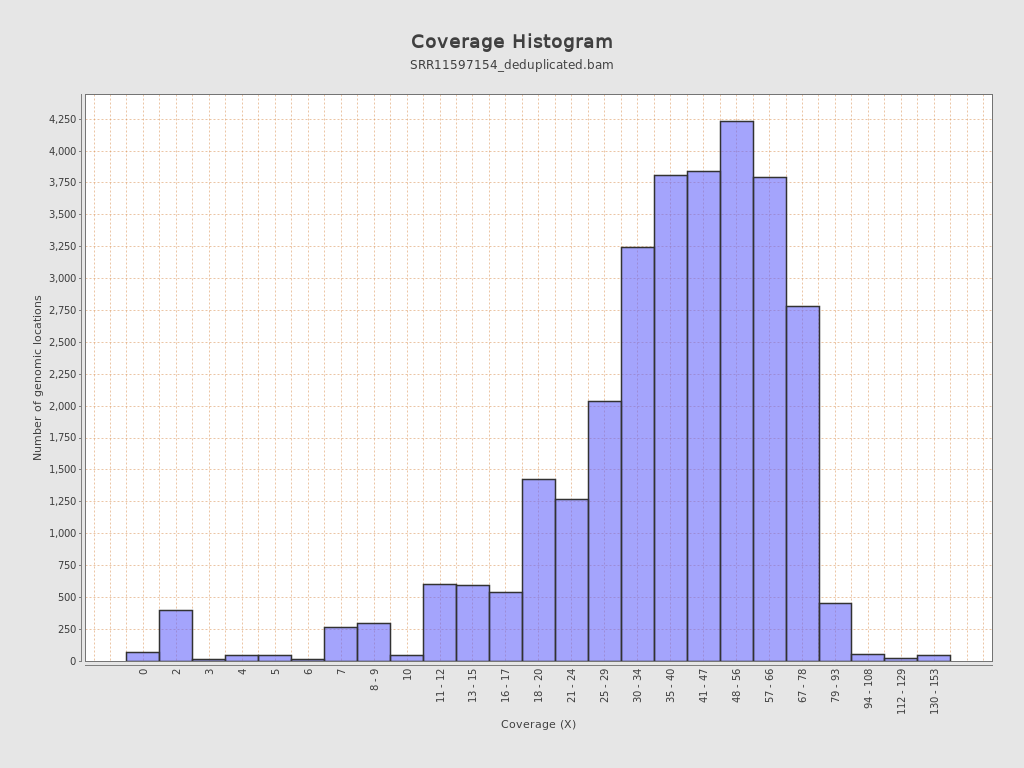 Coverage Histogram
SRR11597154_deduplicated.bam
Number of genomic locations
4,250
4,000
3,750
3,500
3,250
3,000
2,750
2,500
2,250
2,000
1,750
1,500
1,250
1,000
750
500
250
0
0
2
3
4
5
6
7
8 - 9
10
11 - 12
13 - 15
16 - 17
18 - 20
21 - 24
25 - 29
30 - 34
35 - 40
41 - 47
48 - 56
57 - 66
67 - 78
79 - 93
94 - 108
112 - 129
130 - 153
Coverage (X)